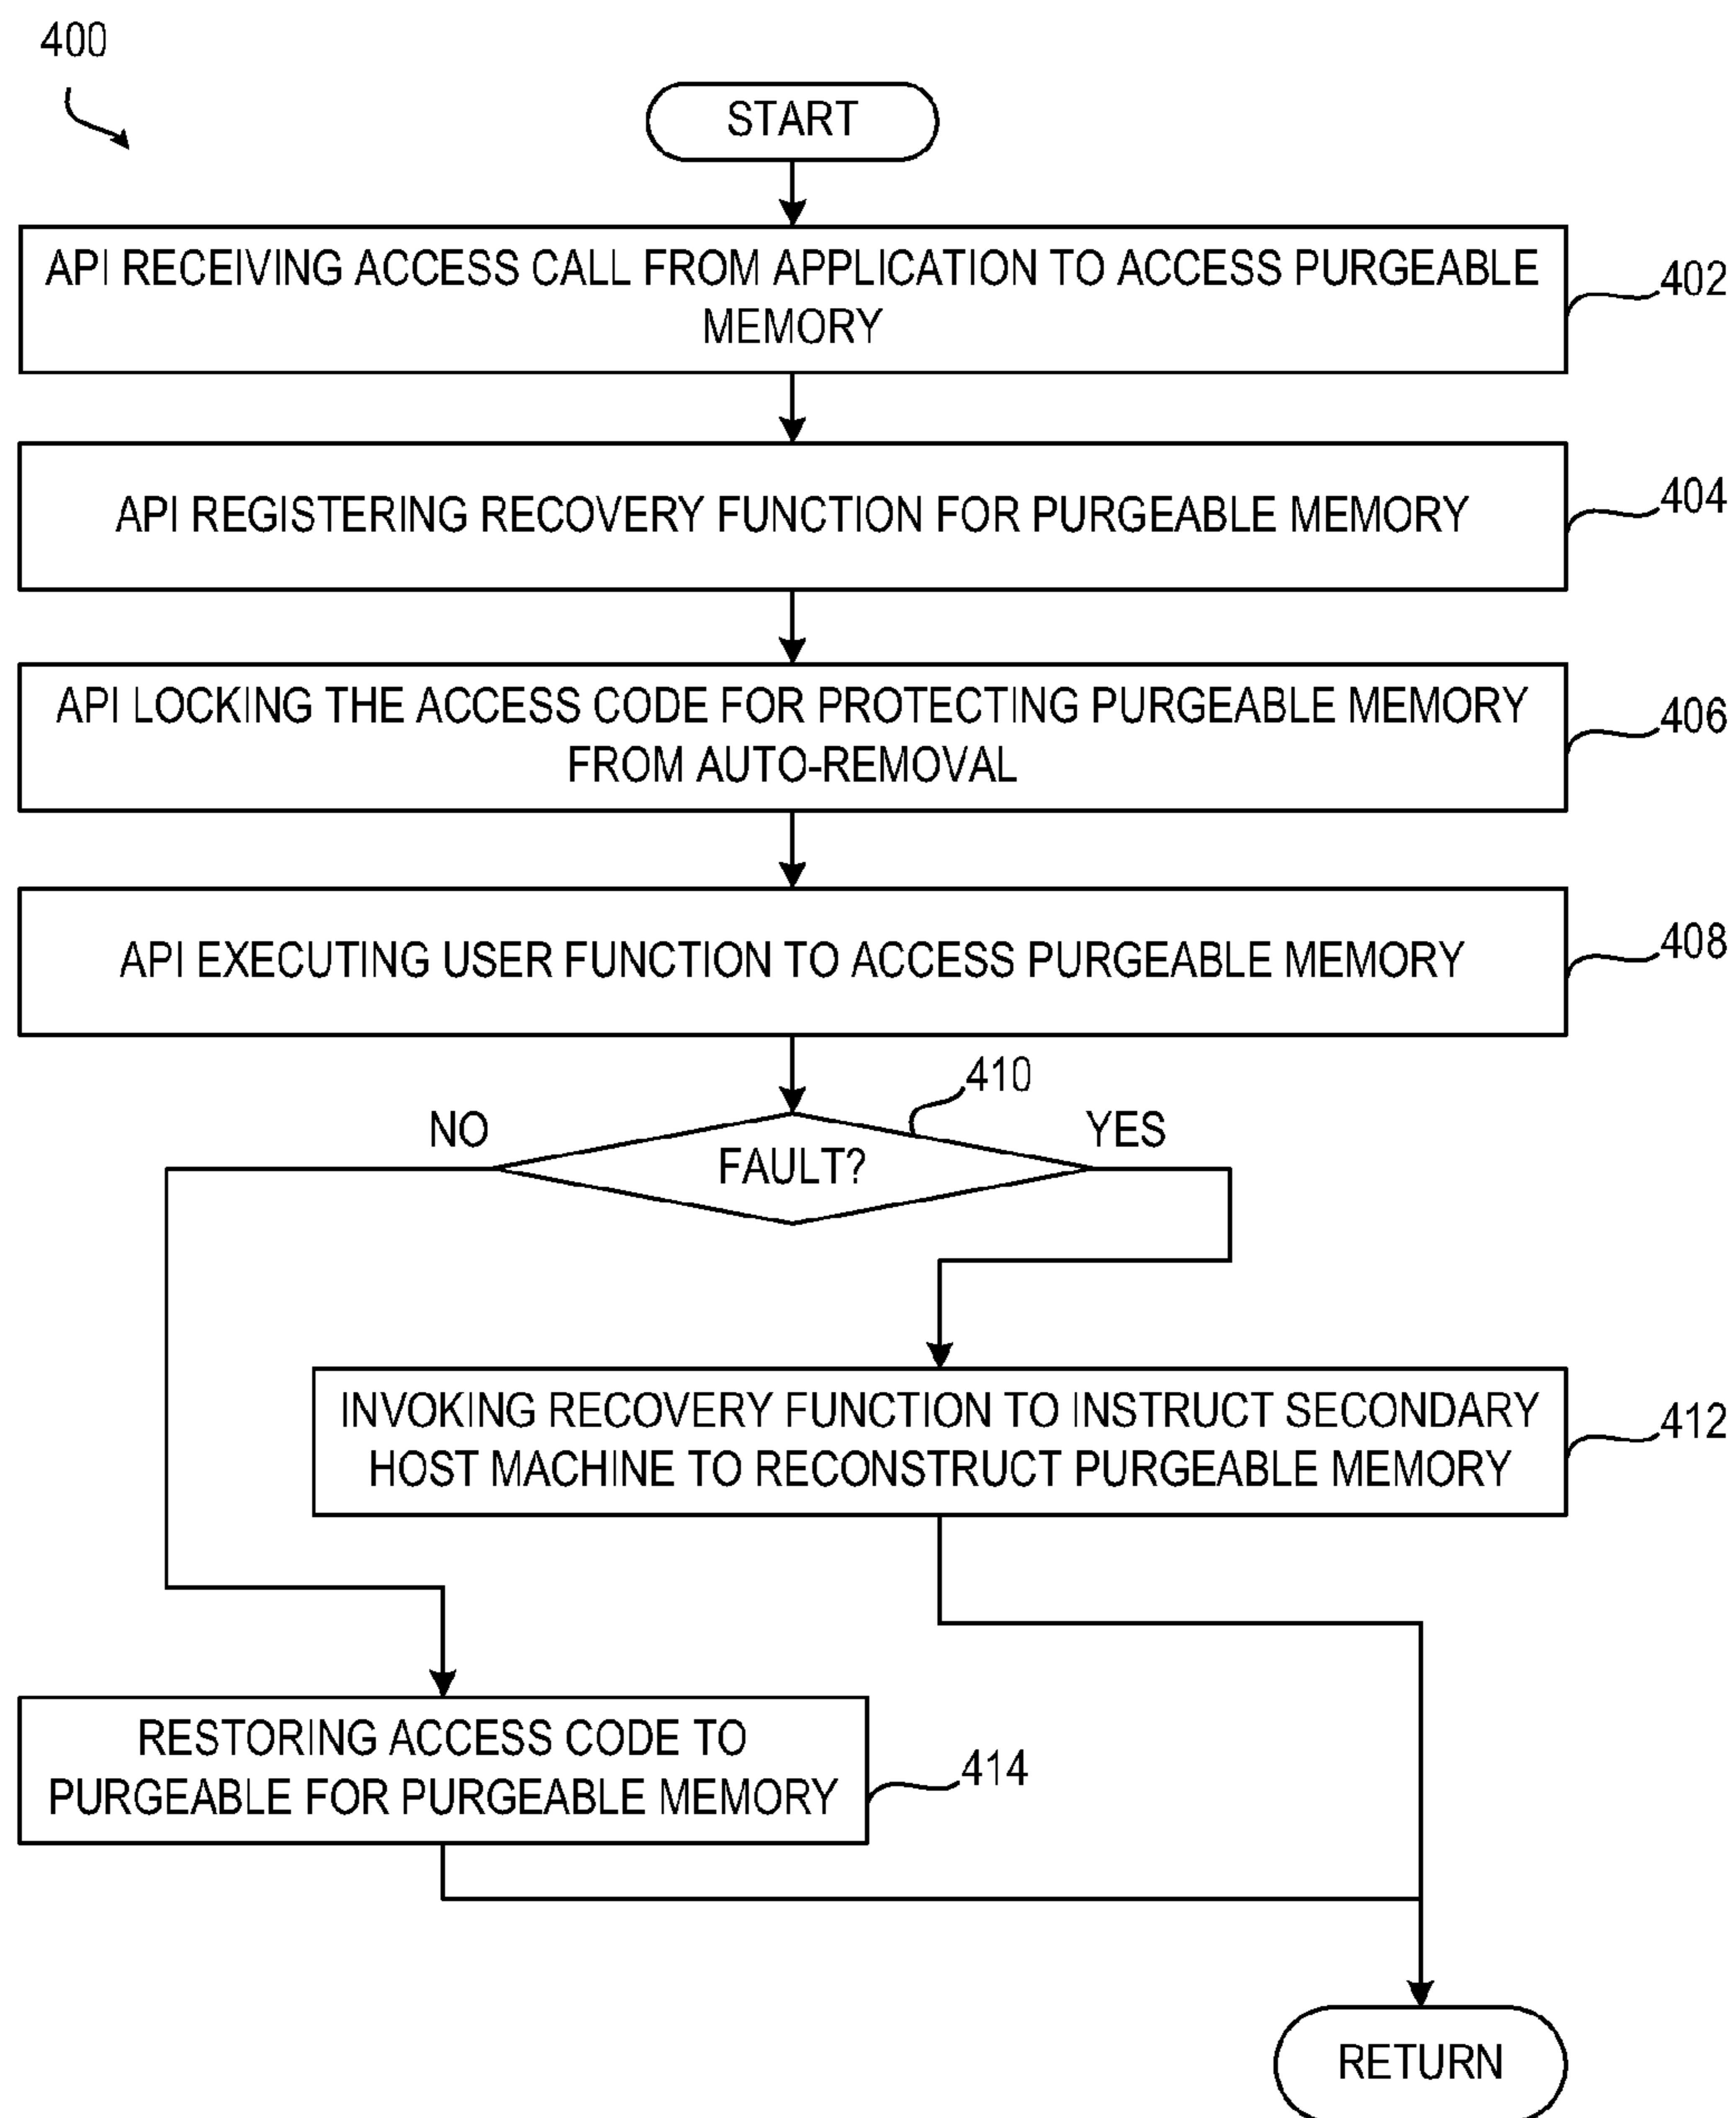 400
START
API RECEIVING ACCESS CALL FROM APPLICATION TO ACCESS PURGEABLE
MEMORY
402
API REGISTERING RECOVERY FUNCTION FOR PURGEABLE MEMORY
404
API LOCKING THE ACCESS CODE FOR PROTECTING PURGEABLE MEMORY
FROM AUTO-REMOVAL
406
API EXECUTING USER FUNCTION TO ACCESS PURGEABLE MEMORY
408
410
NO
YES
FAULT?
INVOKING RECOVERY FUNCTION TO INSTRUCT SECONDARY
HOST MACHINE TO RECONSTRUCT PURGEABLE MEMORY
412
RESTORING ACCESS CODE TO
PURGEABLE FOR PURGEABLE MEMORY
414
RETURN